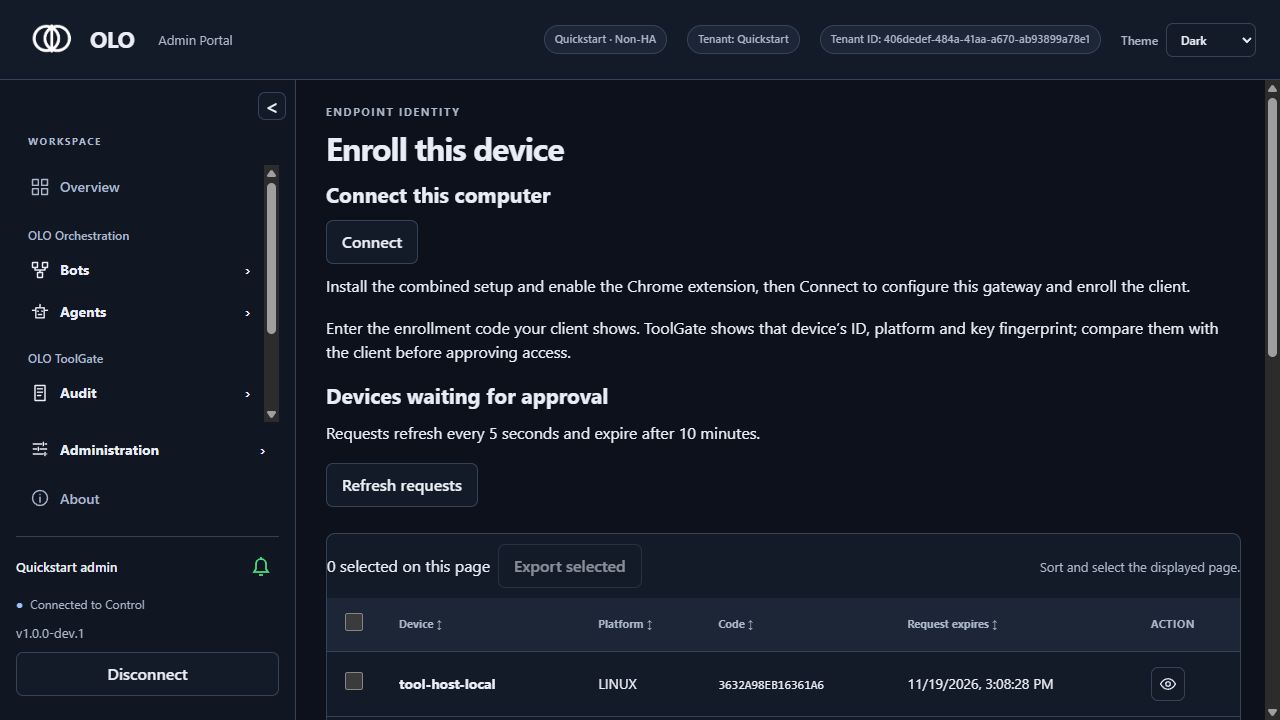 OLO Admin Portal
Quickstart · Non-HA
Tenant: Quickstart
Tenant ID: 406dedef-484a-41aa-a670-ab93899a78e1
Theme Dark
<
WORKSPACE
Overview
OLO Orchestration
Bots ›
Agents ›
OLO ToolGate
Audit ›
Administration ›
About
Quickstart admin
Connected to Control
v1.0.0-dev.1
Disconnect
ENDPOINT IDENTITY
Enroll this device
Connect this computer
Connect
Install the combined setup and enable the Chrome extension, then Connect to configure this gateway and enroll the client.
Enter the enrollment code your client shows. ToolGate shows that device’s ID, platform and key fingerprint; compare them with
the client before approving access.
Devices waiting for approval
Requests refresh every 5 seconds and expire after 10 minutes.
Refresh requests
0 selected on this page Export selected Sort and select the displayed page.
Device ↕ Platform ↕ Code ↕ Request expires ↕ ACTION
tool-host-local LINUX 3632A98EB16361A6 11/19/2026, 3:08:28 PM